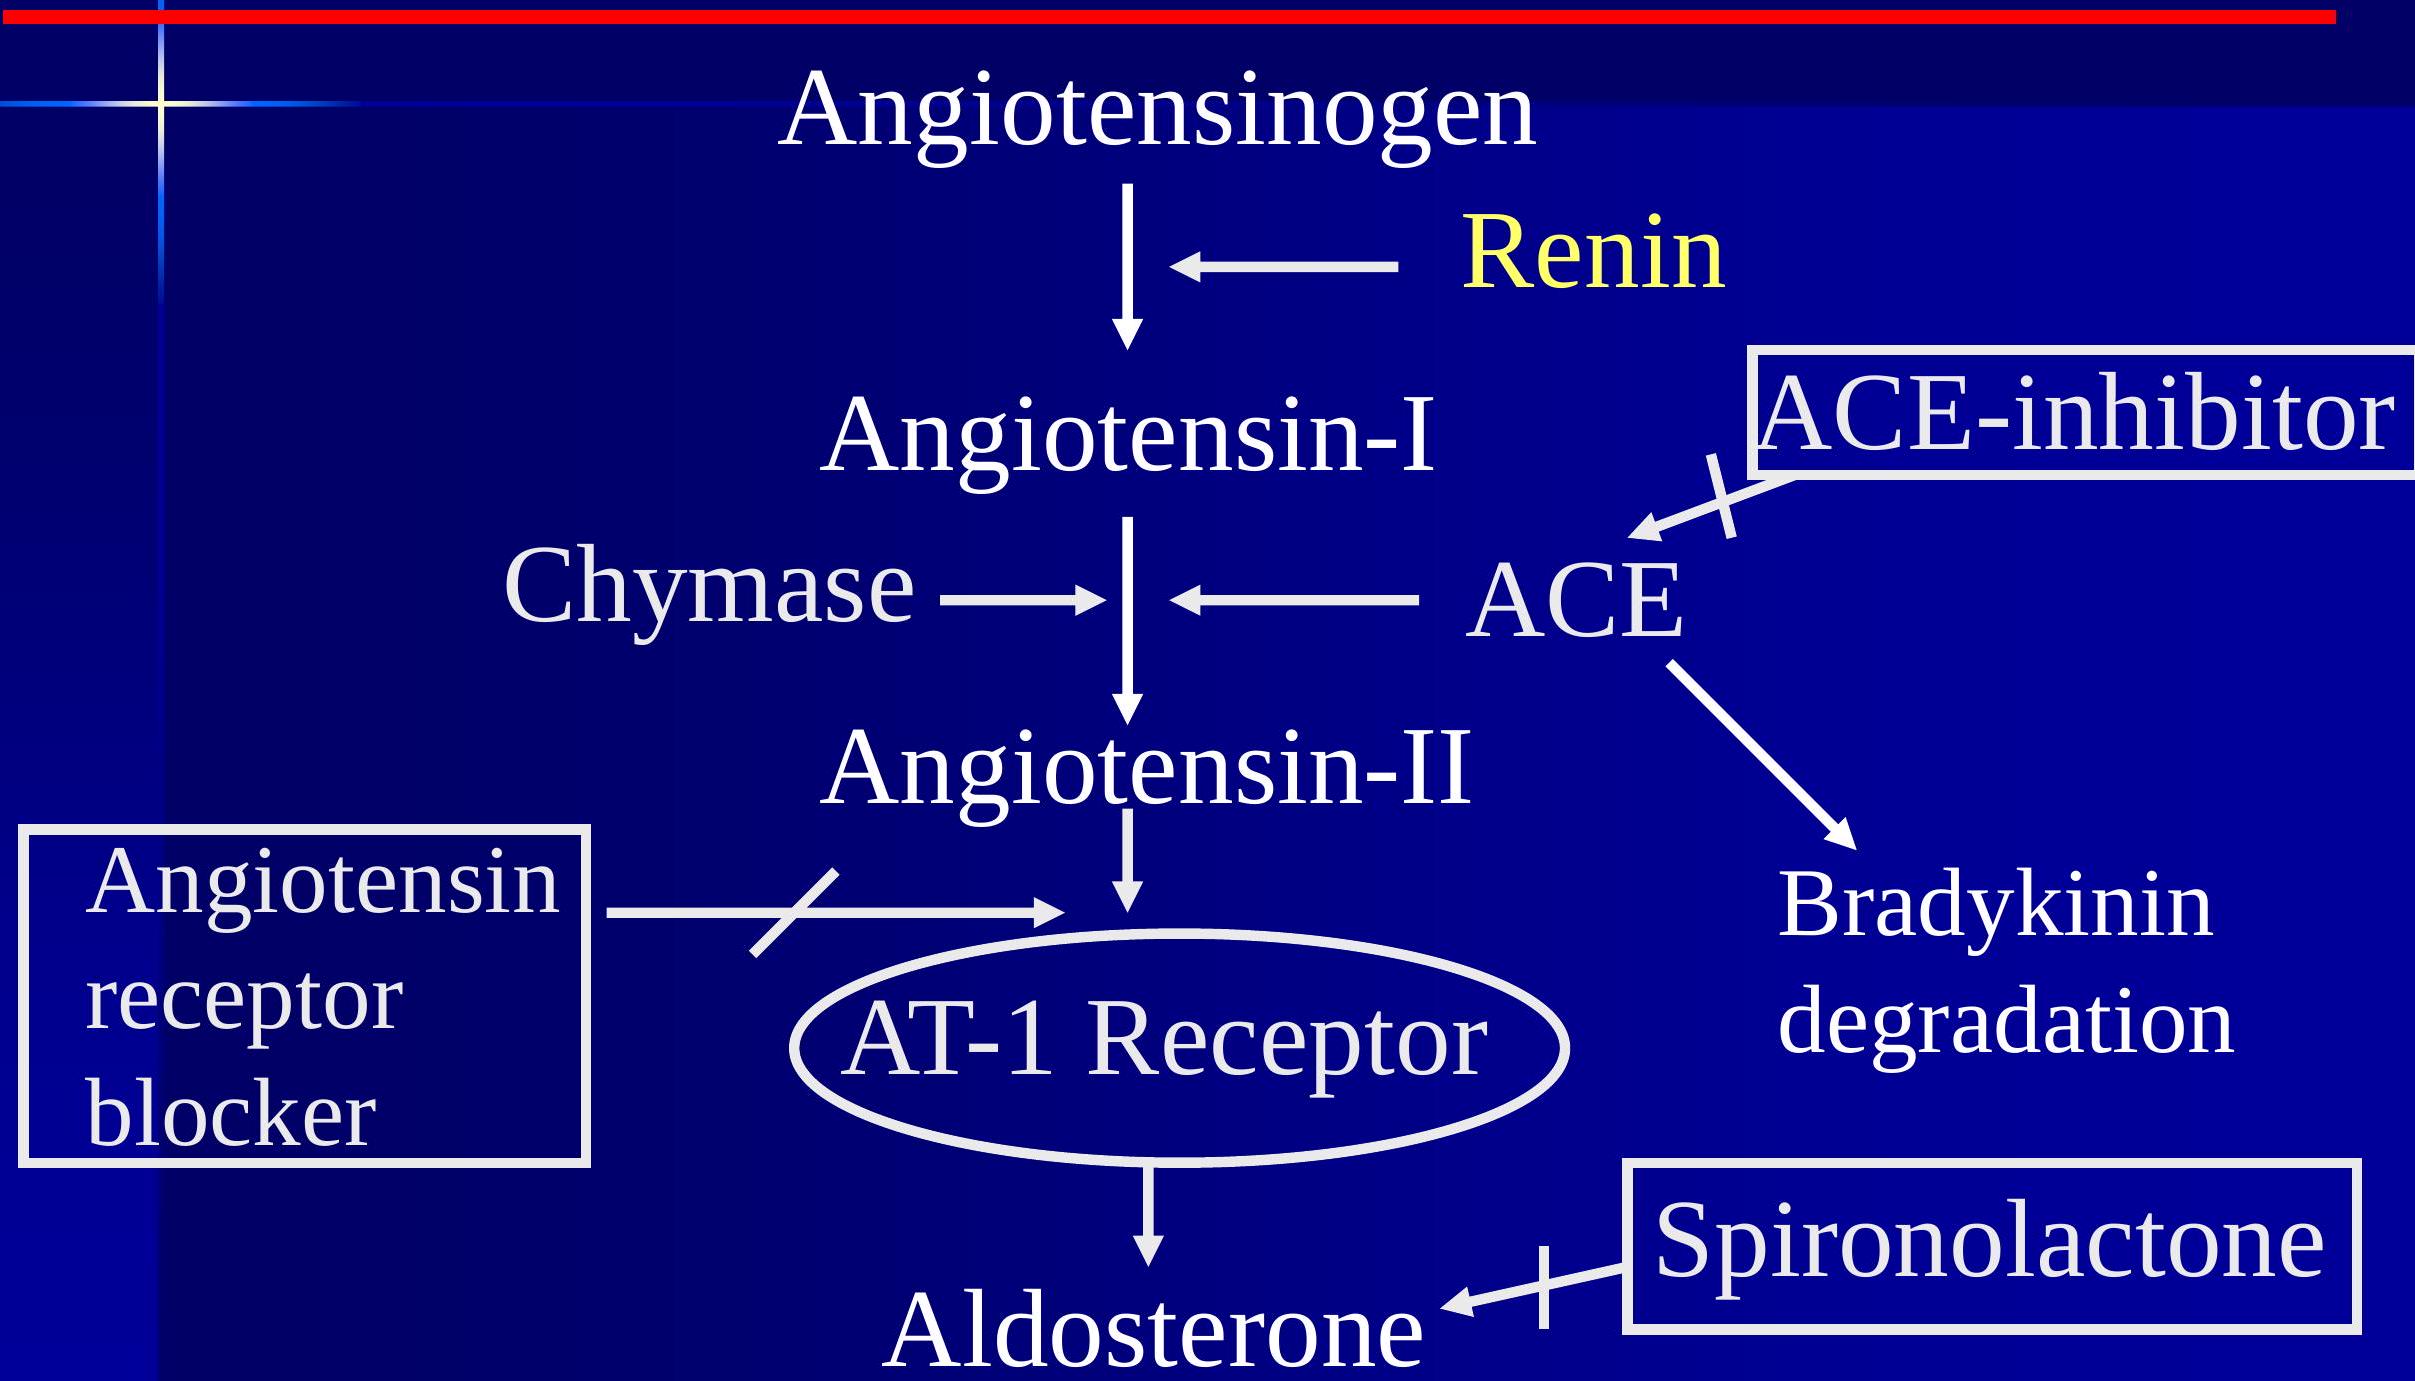 Angiotensinogen
Renin
ACE-inhibitor
Angiotensin-I
Chymase
ACE
Angiotensin-II
Angiotensin
receptor
blocker
Bradykinin
degradation
AT-1 Receptor
Spironolactone
Aldosterone